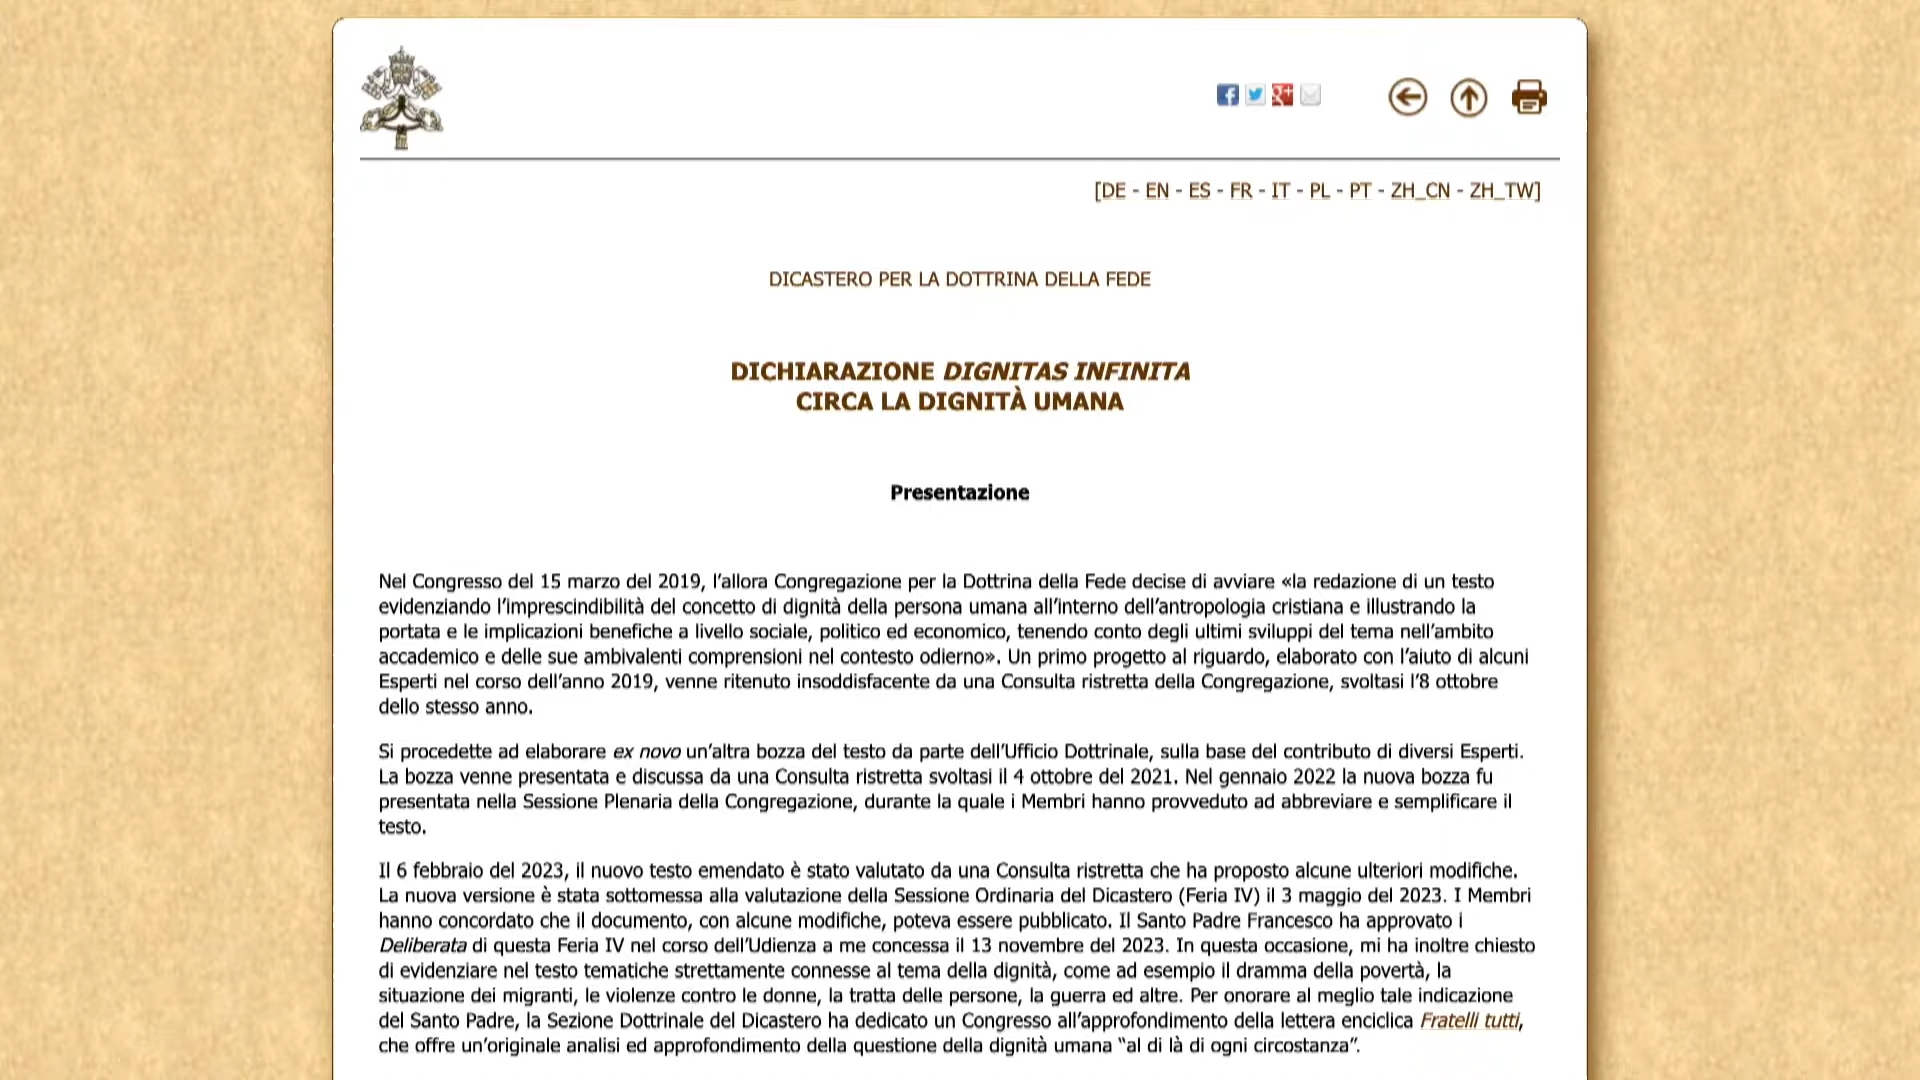 [DE - EN - ES - FR - IT - PL - PT - ZH_CN - ZH_TW]
DICASTERO PER LA DOTTRINA DELLA FEDE
DICHIARAZIONE DIGNITAS INFINITA
CIRCA LA DIGNITÀ UMANA
Presentazione
Nel Congresso del 15 marzo del 2019, l’allora Congregazione per la Dottrina della Fede decise di avviare «la redazione di un testo
evidenziando l’imprescindibilità del concetto di dignità della persona umana all’interno dell’antropologia cristiana e illustrando la
portata e le implicazioni benefiche a livello sociale, politico ed economico, tenendo conto degli ultimi sviluppi del tema nell’ambito
accademico e delle sue ambivalenti comprensioni nel contesto odierno». Un primo progetto al riguardo, elaborato con l’aiuto di alcuni
Esperti nel corso dell’anno 2019, venne ritenuto insoddisfacente da una Consulta ristretta della Congregazione, svoltasi l’8 ottobre
dello stesso anno.
Si procedette ad elaborare ex novo un’altra bozza del testo da parte dell’Ufficio Dottrinale, sulla base del contributo di diversi Esperti.
La bozza venne presentata e discussa da una Consulta ristretta svoltasi il 4 ottobre del 2021. Nel gennaio 2022 la nuova bozza fu
presentata nella Sessione Plenaria della Congregazione, durante la quale i Membri hanno provveduto ad abbreviare e semplificare il
testo.
Il 6 febbraio del 2023, il nuovo testo emendato è stato valutato da una Consulta ristretta che ha proposto alcune ulteriori modifiche.
La nuova versione è stata sottomessa alla valutazione della Sessione Ordinaria del Dicastero (Feria IV) il 3 maggio del 2023. I Membri
hanno concordato che il documento, con alcune modifiche, poteva essere pubblicato. Il Santo Padre Francesco ha approvato i
Deliberata di questa Feria IV nel corso dell’Udienza a me concessa il 13 novembre del 2023. In questa occasione, mi ha inoltre chiesto
di evidenziare nel testo tematiche strettamente connesse al tema della dignità, come ad esempio il dramma della povertà, la
situazione dei migranti, le violenze contro le donne, la tratta delle persone, la guerra ed altre. Per onorare al meglio tale indicazione
del Santo Padre, la Sezione Dottrinale del Dicastero ha dedicato un Congresso all’approfondimento della lettera enciclica Fratelli tutti,
che offre un’originale analisi ed approfondimento della questione della dignità umana “al di là di ogni circostanza”.